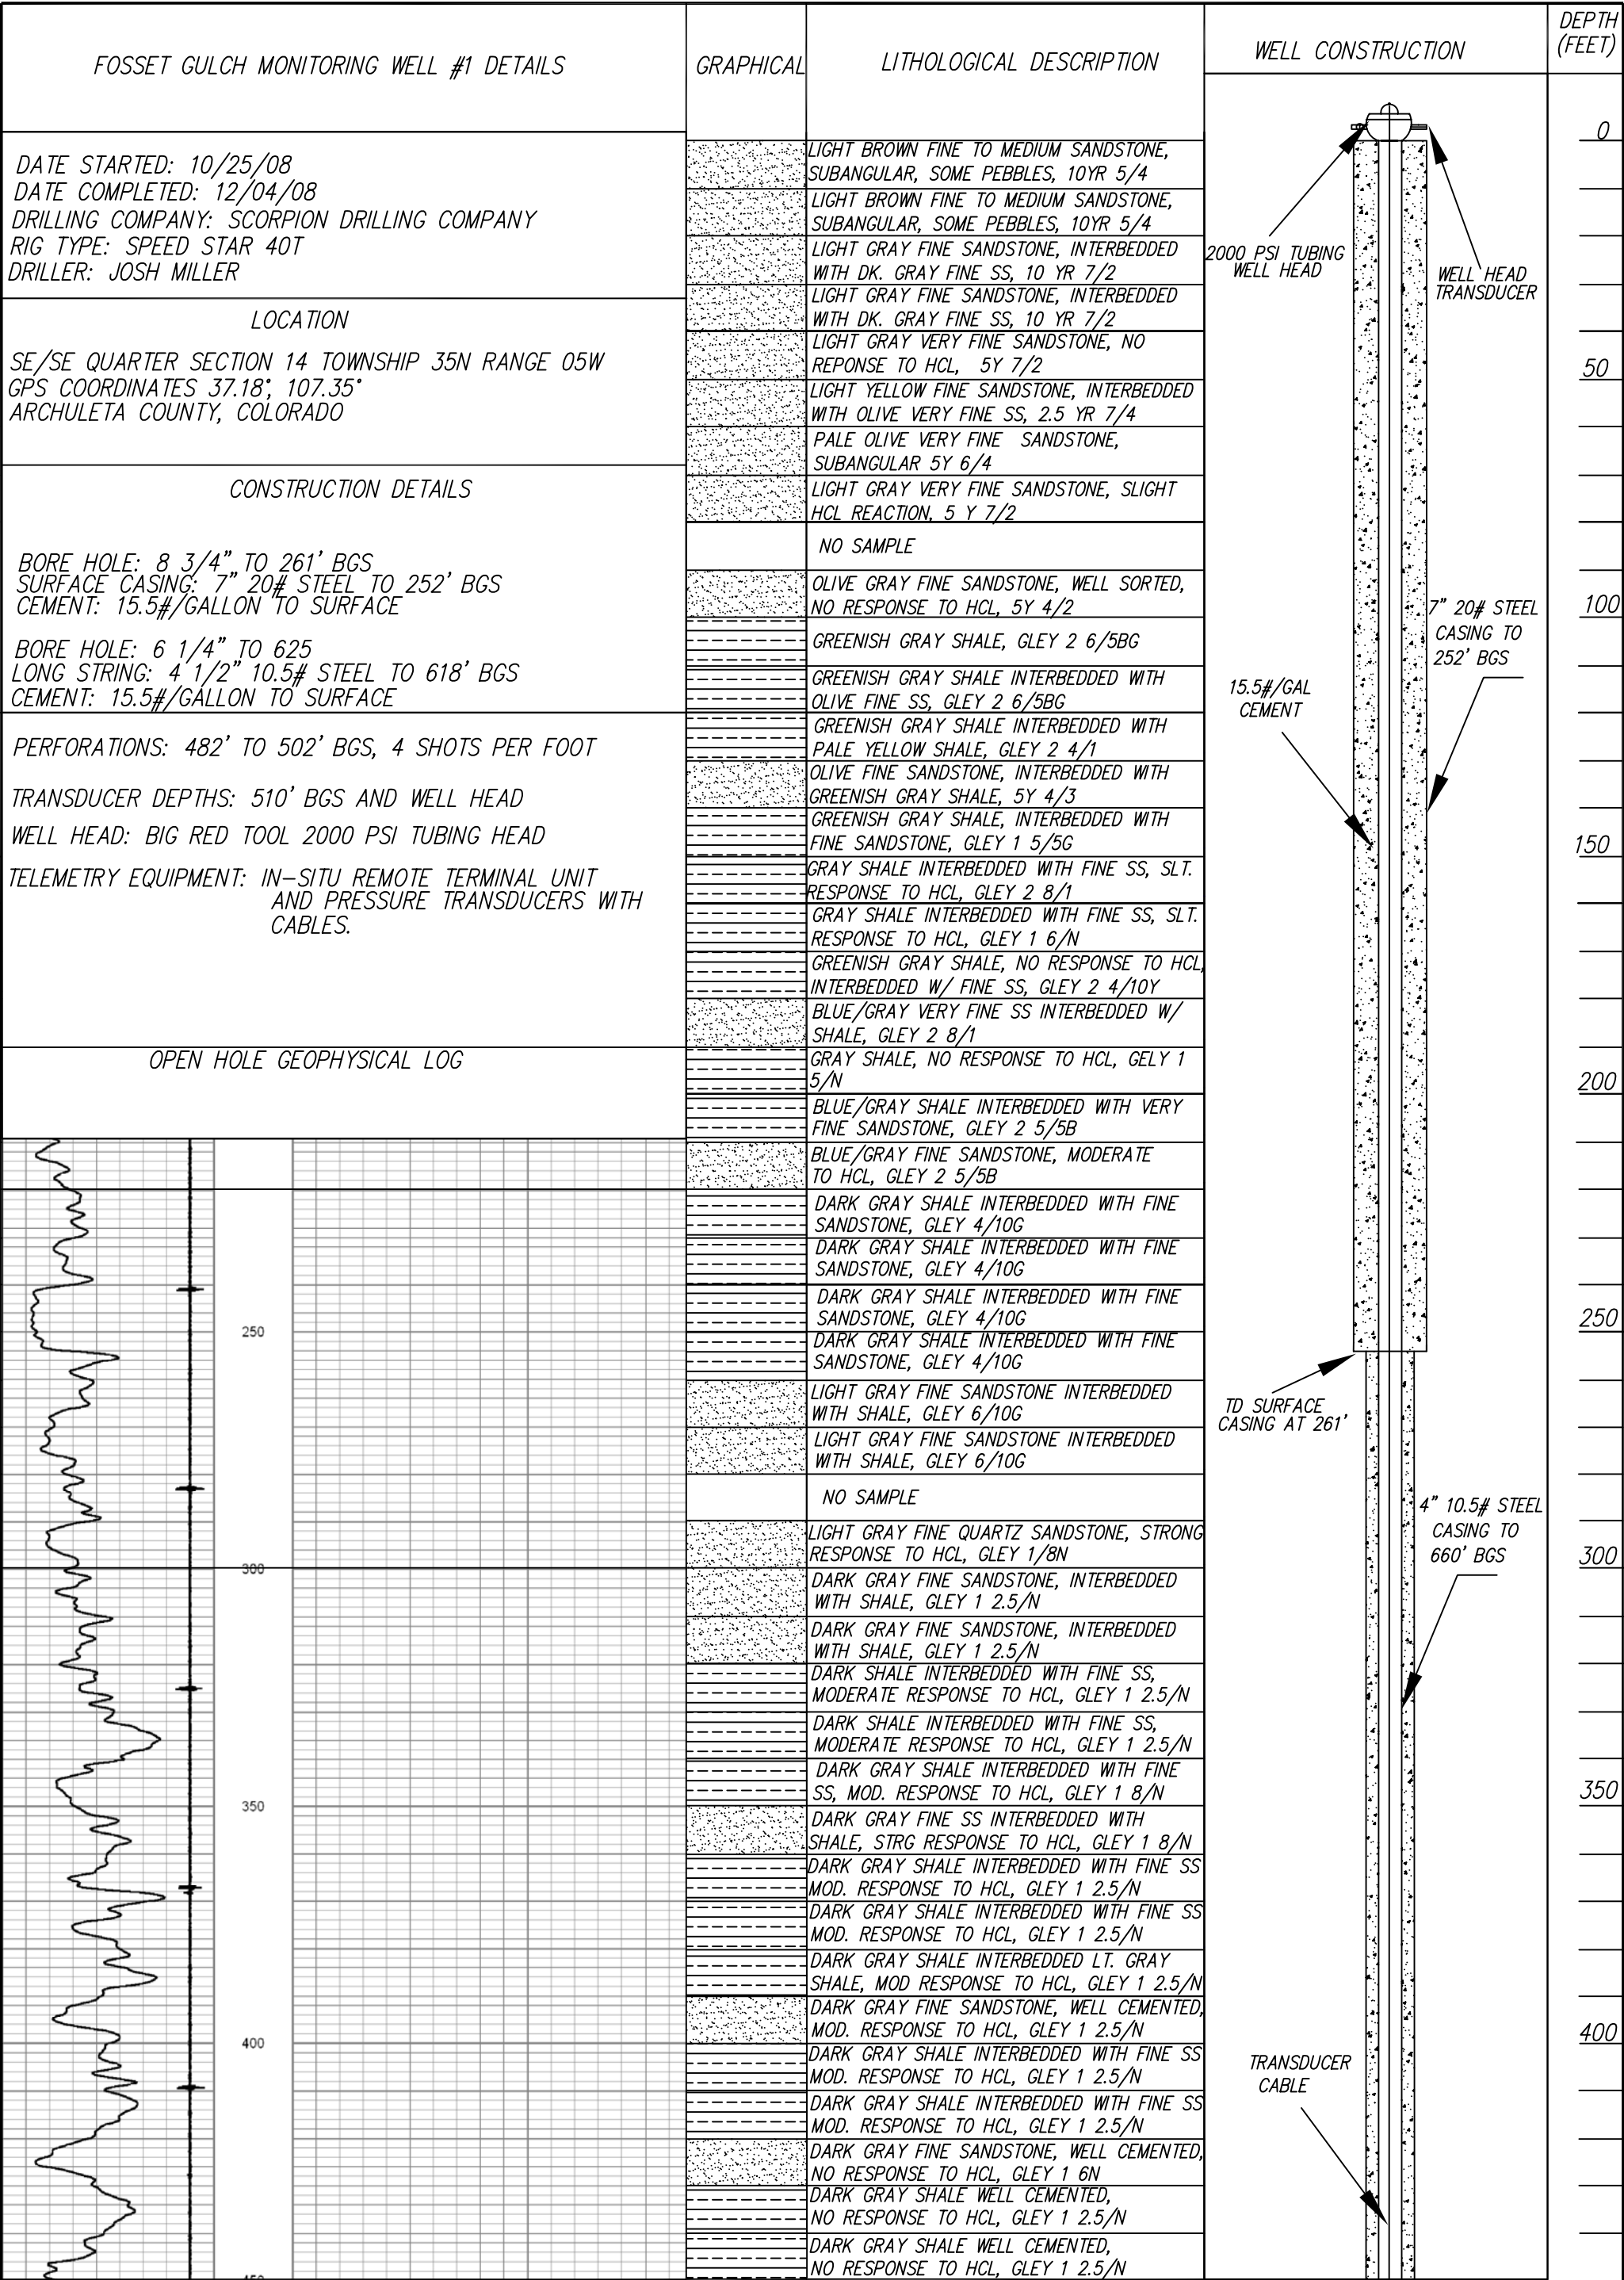 FOSSET GULCH MONITORING WELL #1 DETAILS
GRAPHICAL
LITHOLOGICAL DESCRIPTION
WELL CONSTRUCTION
DEPTH
(FEET)
DATE STARTED: 10/25/08
DATE COMPLETED: 12/04/08
DRILLING COMPANY: SCORPION DRILLING COMPANY
RIG TYPE: SPEED STAR 40T
DRILLER: JOSH MILLER
LOCATION
SE/SE QUARTER SECTION 14 TOWNSHIP 35N RANGE 05W
GPS COORDINATES 37.18°, 107.35°
ARCHULETA COUNTY, COLORADO
CONSTRUCTION DETAILS
BORE HOLE: 8 3/4" TO 261' BGS
SURFACE CASING: 7" 20# STEEL TO 252' BGS
CEMENT: 15.5#/GALLON TO SURFACE
BORE HOLE: 6 1/4" TO 625
LONG STRING: 4 1/2" 10.5# STEEL TO 618' BGS
CEMENT: 15.5#/GALLON TO SURFACE
PERFORATIONS: 482' TO 502' BGS, 4 SHOTS PER FOOT
TRANSDUCER DEPTHS: 510' BGS AND WELL HEAD
WELL HEAD: BIG RED TOOL 2000 PSI TUBING HEAD
TELEMETRY EQUIPMENT: IN-SITU REMOTE TERMINAL UNIT
AND PRESSURE TRANSDUCERS WITH
CABLES.
OPEN HOLE GEOPHYSICAL LOG
250
300
350
400
450
LIGHT BROWN FINE TO MEDIUM SANDSTONE,
SUBANGULAR, SOME PEBBLES, 10YR 5/4
LIGHT BROWN FINE TO MEDIUM SANDSTONE,
SUBANGULAR, SOME PEBBLES, 10YR 5/4
LIGHT GRAY FINE SANDSTONE, INTERBEDDED
WITH DK. GRAY FINE SS, 10 YR 7/2
LIGHT GRAY FINE SANDSTONE, INTERBEDDED
WITH DK. GRAY FINE SS, 10 YR 7/2
LIGHT GRAY VERY FINE SANDSTONE, NO
REPONSE TO HCL, 5Y 7/2
LIGHT YELLOW FINE SANDSTONE, INTERBEDDED
WITH OLIVE VERY FINE SS, 2.5 YR 7/4
PALE OLIVE VERY FINE SANDSTONE,
SUBANGULAR 5Y 6/4
LIGHT GRAY VERY FINE SANDSTONE, SLIGHT
HCL REACTION, 5 Y 7/2
NO SAMPLE
OLIVE GRAY FINE SANDSTONE, WELL SORTED,
NO RESPONSE TO HCL, 5Y 4/2
GREENISH GRAY SHALE, GLEY 2 6/5BG
GREENISH GRAY SHALE INTERBEDDED WITH
OLIVE FINE SS, GLEY 2 6/5BG
GREENISH GRAY SHALE INTERBEDDED WITH
PALE YELLOW SHALE, GLEY 2 4/1
OLIVE FINE SANDSTONE, INTERBEDDED WITH
GREENISH GRAY SHALE, 5Y 4/3
GREENISH GRAY SHALE, INTERBEDDED WITH
FINE SANDSTONE, GLEY 1 5/5G
GRAY SHALE INTERBEDDED WITH FINE SS, SLT.
RESPONSE TO HCL, GLEY 2 8/1
GRAY SHALE INTERBEDDED WITH FINE SS, SLT.
RESPONSE TO HCL, GLEY 1 6/N
GREENISH GRAY SHALE, NO RESPONSE TO HCL,
INTERBEDDED W/ FINE SS, GLEY 2 4/10Y
BLUE/GRAY VERY FINE SS INTERBEDDED W/
SHALE, GLEY 2 8/1
GRAY SHALE, NO RESPONSE TO HCL, GELY 1
5/N
BLUE/GRAY SHALE INTERBEDDED WITH VERY
FINE SANDSTONE, GLEY 2 5/5B
BLUE/GRAY FINE SANDSTONE, MODERATE
TO HCL, GLEY 2 5/5B
DARK GRAY SHALE INTERBEDDED WITH FINE
SANDSTONE, GLEY 4/10G
DARK GRAY SHALE INTERBEDDED WITH FINE
SANDSTONE, GLEY 4/10G
DARK GRAY SHALE INTERBEDDED WITH FINE
SANDSTONE, GLEY 4/10G
DARK GRAY SHALE INTERBEDDED WITH FINE
SANDSTONE, GLEY 4/10G
LIGHT GRAY FINE SANDSTONE INTERBEDDED
WITH SHALE, GLEY 6/10G
LIGHT GRAY FINE SANDSTONE INTERBEDDED
WITH SHALE, GLEY 6/10G
NO SAMPLE
LIGHT GRAY FINE QUARTZ SANDSTONE, STRONG
RESPONSE TO HCL, GLEY 1/8N
DARK GRAY FINE SANDSTONE, INTERBEDDED
WITH SHALE, GLEY 1 2.5/N
DARK GRAY FINE SANDSTONE, INTERBEDDED
WITH SHALE, GLEY 1 2.5/N
DARK SHALE INTERBEDDED WITH FINE SS,
MODERATE RESPONSE TO HCL, GLEY 1 2.5/N
DARK SHALE INTERBEDDED WITH FINE SS,
MODERATE RESPONSE TO HCL, GLEY 1 2.5/N
DARK GRAY SHALE INTERBEDDED WITH FINE
SS, MOD. RESPONSE TO HCL, GLEY 1 8/N
DARK GRAY FINE SS INTERBEDDED WITH
SHALE, STRG RESPONSE TO HCL, GLEY 1 8/N
DARK GRAY SHALE INTERBEDDED WITH FINE SS
MOD. RESPONSE TO HCL, GLEY 1 2.5/N
DARK GRAY SHALE INTERBEDDED WITH FINE SS
MOD. RESPONSE TO HCL, GLEY 1 2.5/N
DARK GRAY SHALE INTERBEDDED LT. GRAY
SHALE, MOD RESPONSE TO HCL, GLEY 1 2.5/N
DARK GRAY FINE SANDSTONE, WELL CEMENTED,
MOD. RESPONSE TO HCL, GLEY 1 2.5/N
DARK GRAY SHALE INTERBEDDED WITH FINE SS
MOD. RESPONSE TO HCL, GLEY 1 2.5/N
DARK GRAY SHALE INTERBEDDED WITH FINE SS
MOD. RESPONSE TO HCL, GLEY 1 2.5/N
DARK GRAY FINE SANDSTONE, WELL CEMENTED,
NO RESPONSE TO HCL, GLEY 1 6N
DARK GRAY SHALE WELL CEMENTED,
NO RESPONSE TO HCL, GLEY 1 2.5/N
DARK GRAY SHALE WELL CEMENTED,
NO RESPONSE TO HCL, GLEY 1 2.5/N
2000 PSI TUBING
WELL HEAD
WELL HEAD
TRANSDUCER
7" 20# STEEL
CASING TO
252' BGS
15.5#/GAL
CEMENT
TD SURFACE
CASING AT 261'
4" 10.5# STEEL
CASING TO
660' BGS
TRANSDUCER
CABLE
0
50
100
150
200
250
300
350
400